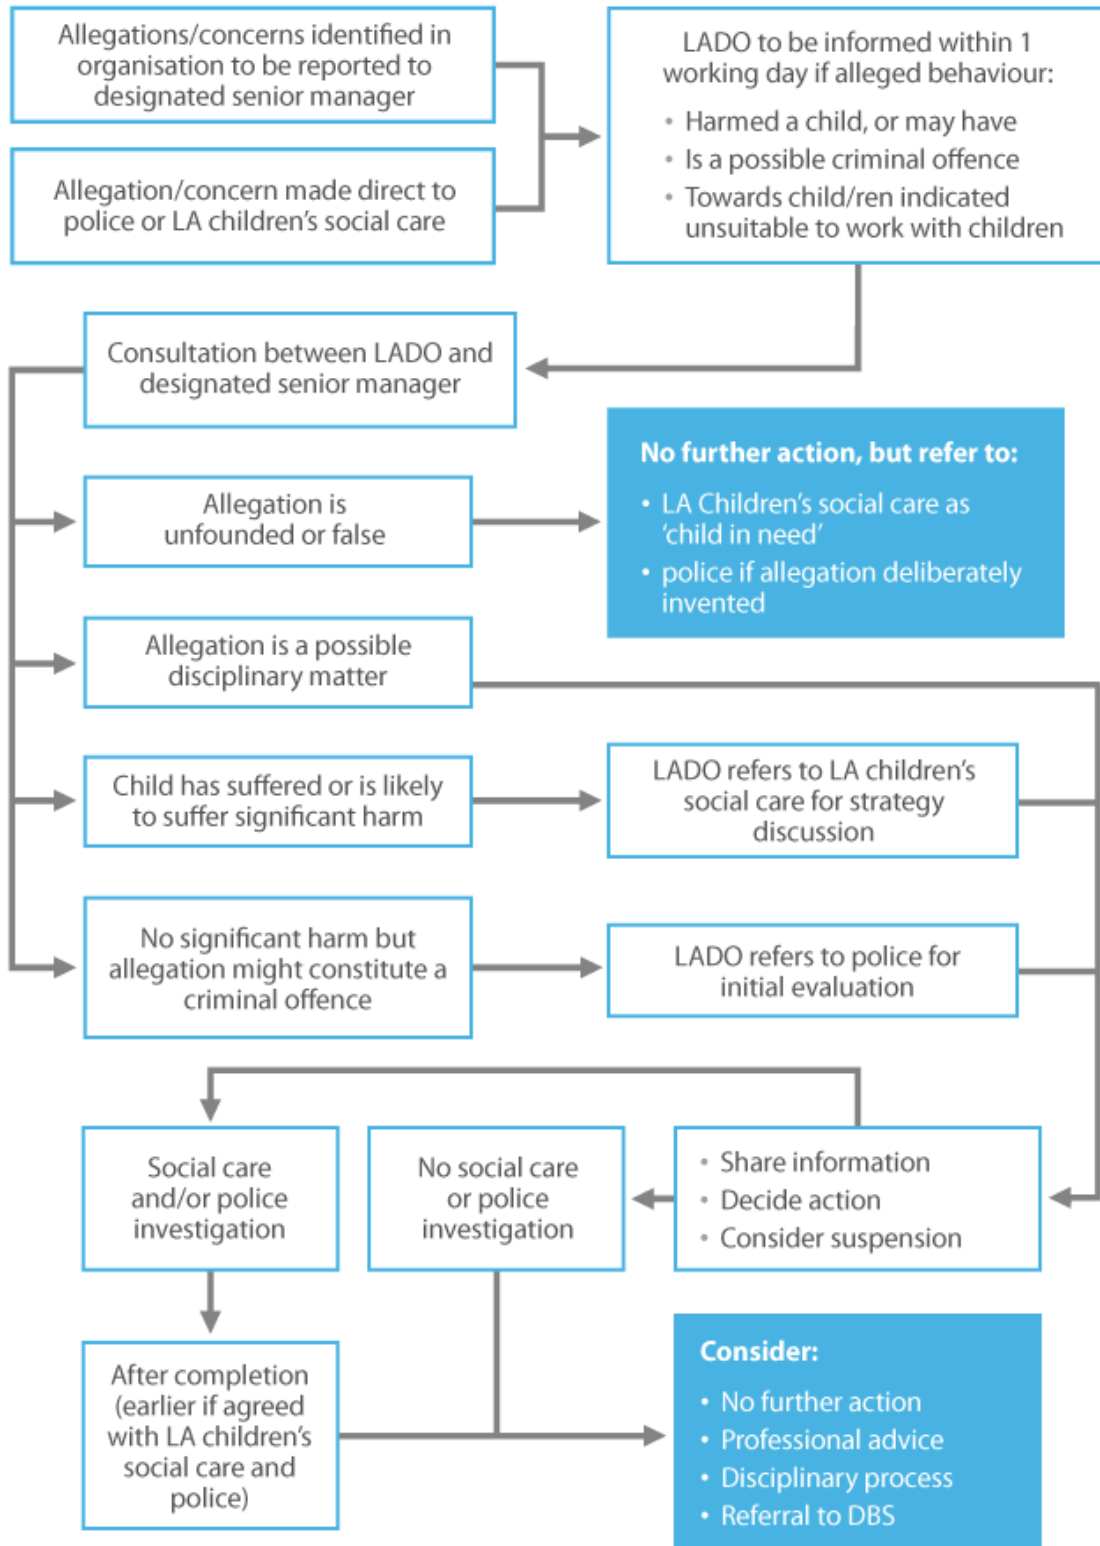 Allegations/concerns identified in
organisation to be reported to
designated senior manager
LADO to be informed within 1
working day if alleged behaviour:
• Harmed a child, or may have
• Is a possible criminal offence
• Towards child/ren indicated
unsuitable to work with children
Allegation/concern made direct to
police or LA children’s social care
Consultation between LADO and
designated senior manager
Allegation is
unfounded or false
No further action, but refer to:
• LA Children’s social care as
‘child in need’
• police if allegation deliberately
invented
Allegation is a possible
disciplinary matter
Child has suffered or is likely
to suffer significant harm
LADO refers to LA children’s
social care for strategy
discussion
No significant harm but
allegation might constitute a
criminal offence
LADO refers to police for
initial evaluation
Social care
and/or police
investigation
No social care
or police
investigation
• Share information
• Decide action
• Consider suspension
After completion
(earlier if agreed
with LA children’s
social care and
police)
Consider:
• No further action
• Professional advice
• Disciplinary process
• Referral to DBS